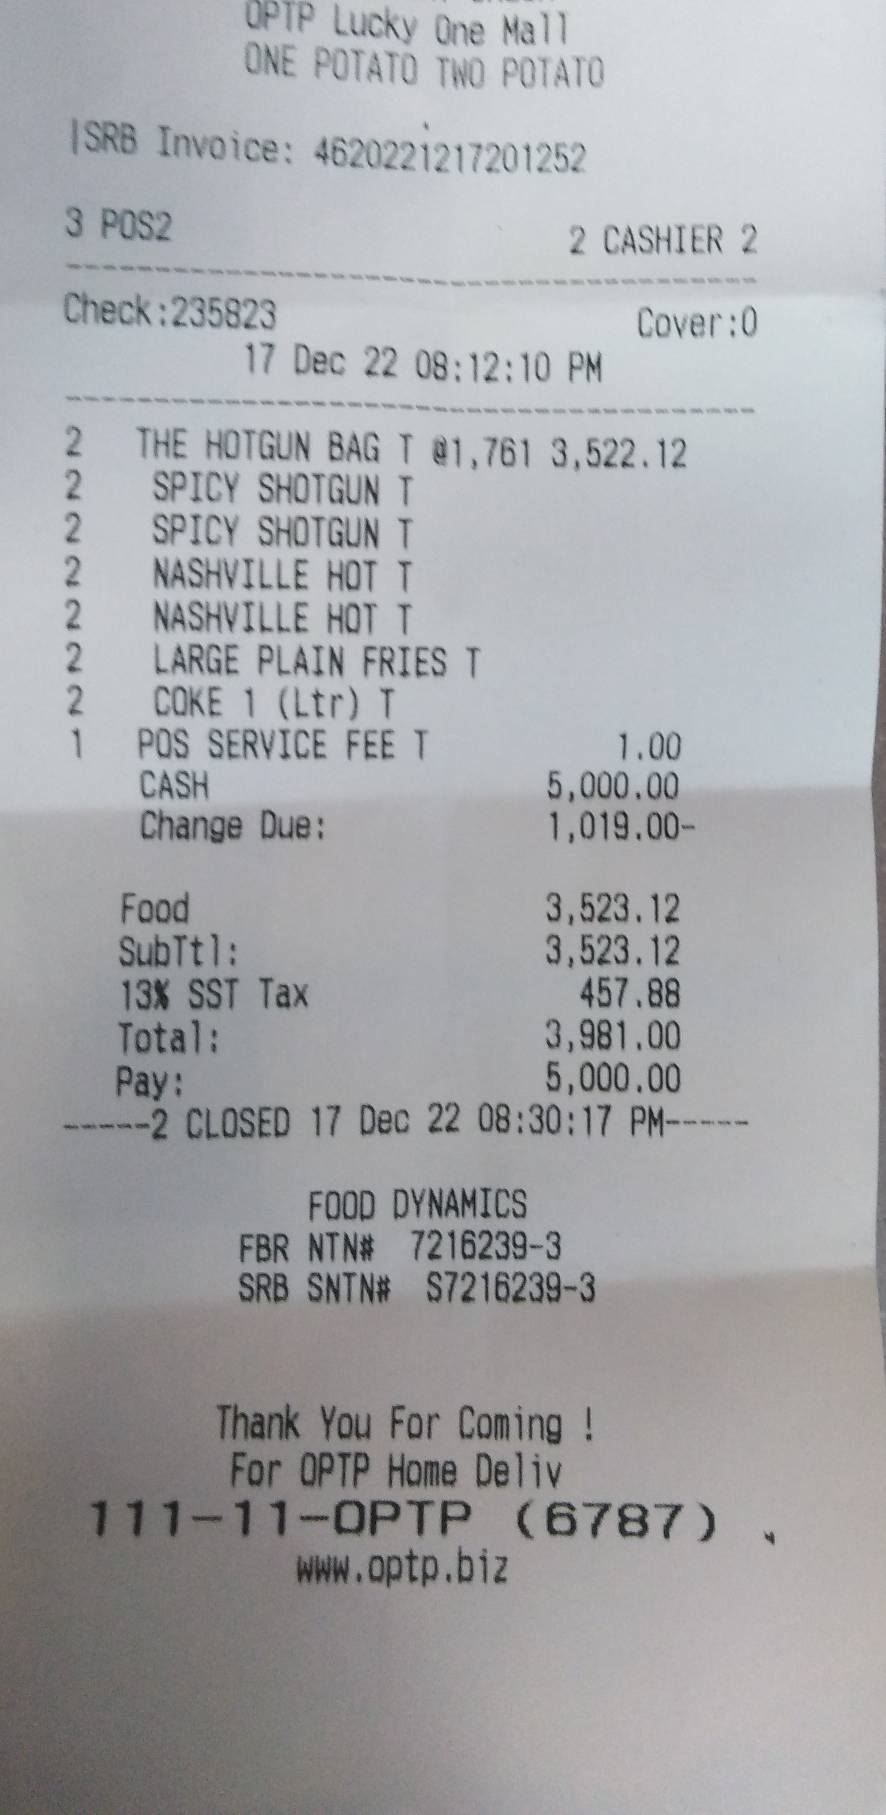 OPTP Lucky One Mall
ONE POTATO TWO POTATO
|SRB Invoice: 4620221217201252
3 POS2 2 CASHIER 2
--------------------------------------
Check:235823 Cover:0
17 Dec 22 08:12:10 PM
--------------------------------------
2 THE HOTGUN BAG T @1,761 3,522.12
2 SPICY SHOTGUN T
2 SPICY SHOTGUN T
2 NASHVILLE HOT T
2 NASHVILLE HOT T
2 LARGE PLAIN FRIES T
2 COKE 1 (Ltr) T
1 POS SERVICE FEE T 1.00
CASH 5,000.00
Change Due: 1,019.00-
Food 3,523.12
SubTtl: 3,523.12
13% SST Tax 457.88
Total: 3,981.00
Pay: 5,000.00
-----2 CLOSED 17 Dec 22 08:30:17 PM-----
FOOD DYNAMICS
FBR NTN# 7216239-3
SRB SNTN# S7216239-3
Thank You For Coming !
For OPTP Home Deliv
111-11-OPTP (6787)
www.optp.biz